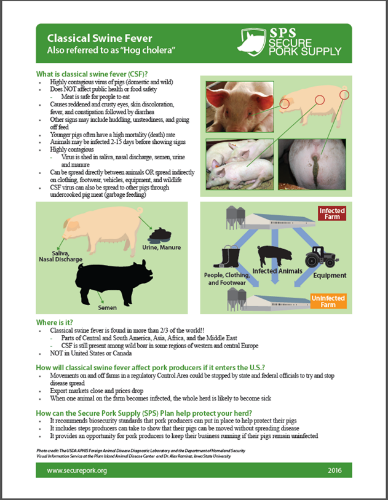 Classical Swine Fever
Also referred to as "Hog cholera"
SPS
SECURE
PORK SUPPLY
What is classical swine fever (CSF)?
• Highly contagious virus of pigs (domestic and wild)
• Does NOT affect public health or food safety
- Meat is safe for people to eat
• Causes reddened and crusty eyes, skin discoloration,
fever, and constipation followed by diarrhea
• Other signs may include huddling, unsteadiness, and going
off feed
• Younger pigs often have a high mortality (death) rate
• Animals may be infected 2-15 days before showing signs
• Highly contagious
- Virus is shed in saliva, nasal discharge, semen, urine
and manure
• Can be spread directly between animals OR spread indirectly
on clothing, footwear, vehicles, equipment, and wildlife
• CSF virus can also be spread to other pigs through
undercooked pig meat (garbage feeding)
Saliva,
Nasal Discharge
Urine, Manure
Semen
Infected
Farm
People, Clothing,
and Footwear
Infected Animals
Equipment
Uninfected
Farm
Where is it?
• Classical swine fever is found in more than 2/3 of the world!!
- Parts of Central and South America, Asia, Africa, and the Middle East
- CSF is still present among wild boar in some regions of western and central Europe
• NOT in United States or Canada
How will classical swine fever affect pork producers if it enters the U.S.?
• Movements on and off farms in a regulatory Control Area could be stopped by state and federal officials to try and stop
disease spread
• Export markets close and prices drop
• When one animal on the farm becomes infected, the whole herd is likely to become sick
How can the Secure Pork Supply (SPS) Plan help protect your herd?
• It recommends biosecurity standards that pork producers can put in place to help protect their pigs
• It includes steps producers can take to show that their pigs can be moved without spreading disease
• It provides an opportunity for pork producers to keep their business running if their pigs remain uninfected
Photo credit: The USDA APHIS Foreign Animal Disease Diagnostic Laboratory and the Department of Homeland Security
Visual Information Service at the Plum Island Animal Disease Center and Dr. Alex Ramirez, Iowa State University
www.securepork.org
2016